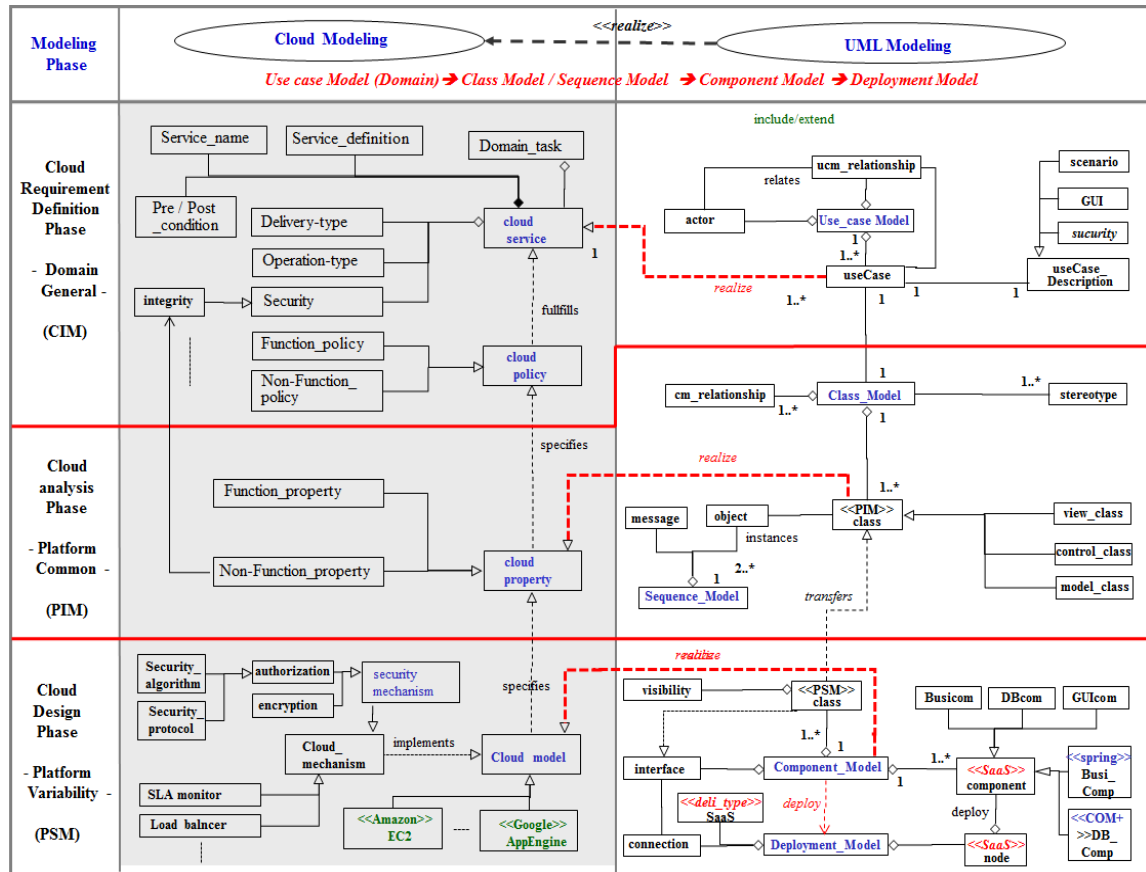 Modeling
Phase
Cloud Modeling
<<realize>>
UML Modeling
Use case Model (Domain) ➔ Class Model / Sequence Model ➔ Component Model ➔ Deployment Model
Cloud
Requirement
Definition
Phase
- Domain
General -
(CIM)
Service_name
Service_definition
Domain_task
Pre / Post
_condition
Delivery-type
cloud
service
1
Operation-type
integrity
Security
fullfills
Function_policy
Non-Function_
policy
cloud
policy
include/extend
ucm_relationship
relates
actor
Use_case Model
1
1..*
useCase
realize
1..*
1
1
scenario
GUI
sucurity
useCase_
Description
1
cm_relationship
1..*
Class_Model
1
1..*
stereotype
Cloud
analysis
Phase
- Platform
Common -
(PIM)
specifies
Function_property
Non-Function_property
cloud
property
realize
1..*
message
object
<<PIM>>
class
instances
2..*
1
Sequence_Model
view_class
control_class
model_class
transfers
Cloud
Design
Phase
- Platform
Variability -
(PSM)
Security_
algorithm
authorization
security
mechanism
specifies
encryption
Security_
protocol
Cloud_
mechanism
implements
Cloud model
SLA monitor
Load balncer
<<Amazon>>
EC2
<<Google>>
AppEngine
realize
visibility
<<PSM>>
class
1..*
1
interface
Component_Model
1
1..*
Busicom
DBcom
GUIcom
<<SaaS>>
component
<<spring>>
Busi_
Comp
<<COM+
>>DB_
Comp
<<deli_type>>
SaaS
deploy
deploy
connection
Deployment_Model
<<SaaS>>
node